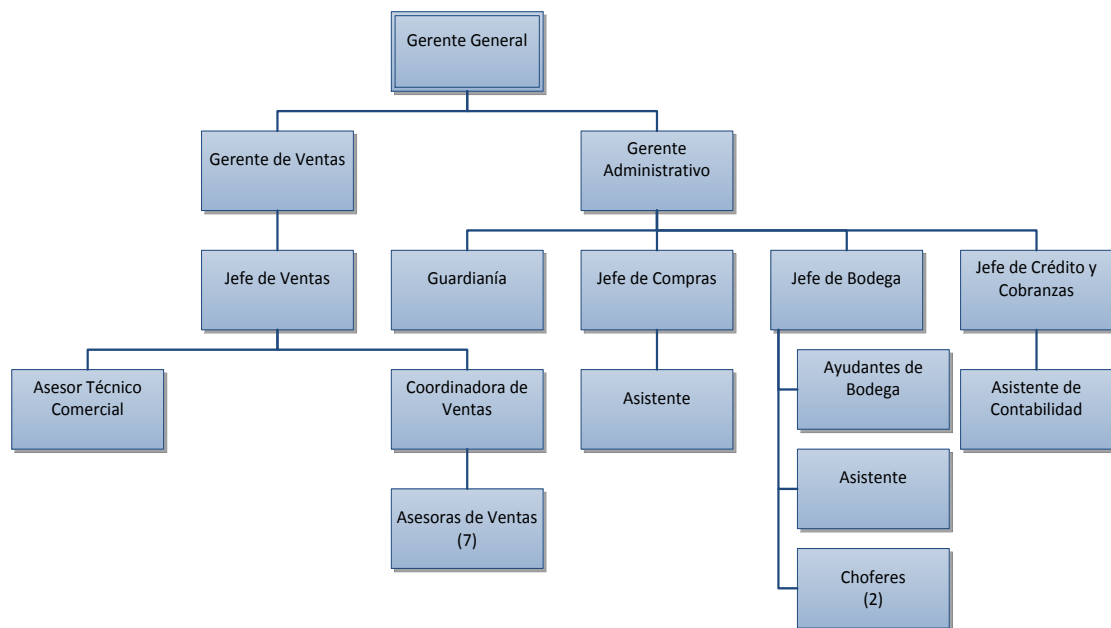 Gerente General
Gerente de Ventas
Gerente
Administrativo
Jefe de Ventas
Guardianía
Jefe de Compras
Jefe de Bodega
Jefe de Crédito y
Cobranzas
Asesor Técnico
Comercial
Coordinadora de
Ventas
Asistente
Ayudantes de
Bodega
Asistente de
Contabilidad
Asesoras de Ventas
(7)
Asistente
Choferes
(2)